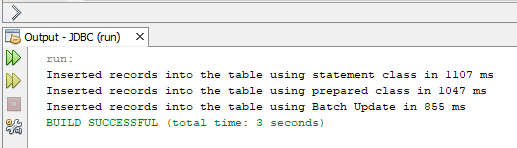 Output - JDBC (run)
run:
Inserted records into the table using statement class in 1107 ms
Inserted records into the table using prepared class in 1047 ms
Inserted records into the table using Batch Update in 855 ms
BUILD SUCCESSFUL (total time: 3 seconds)